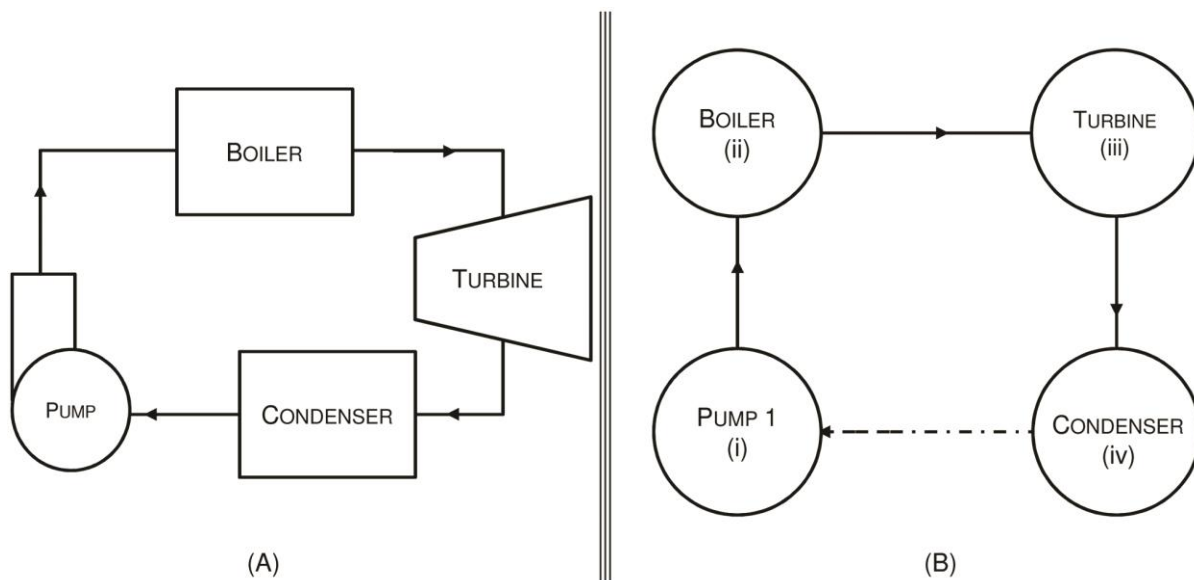 BOILER
TURBINE
PUMP
CONDENSER
(A)
BOILER
(ii)
TURBINE
(iii)
PUMP 1
(i)
CONDENSER
(iv)
(B)